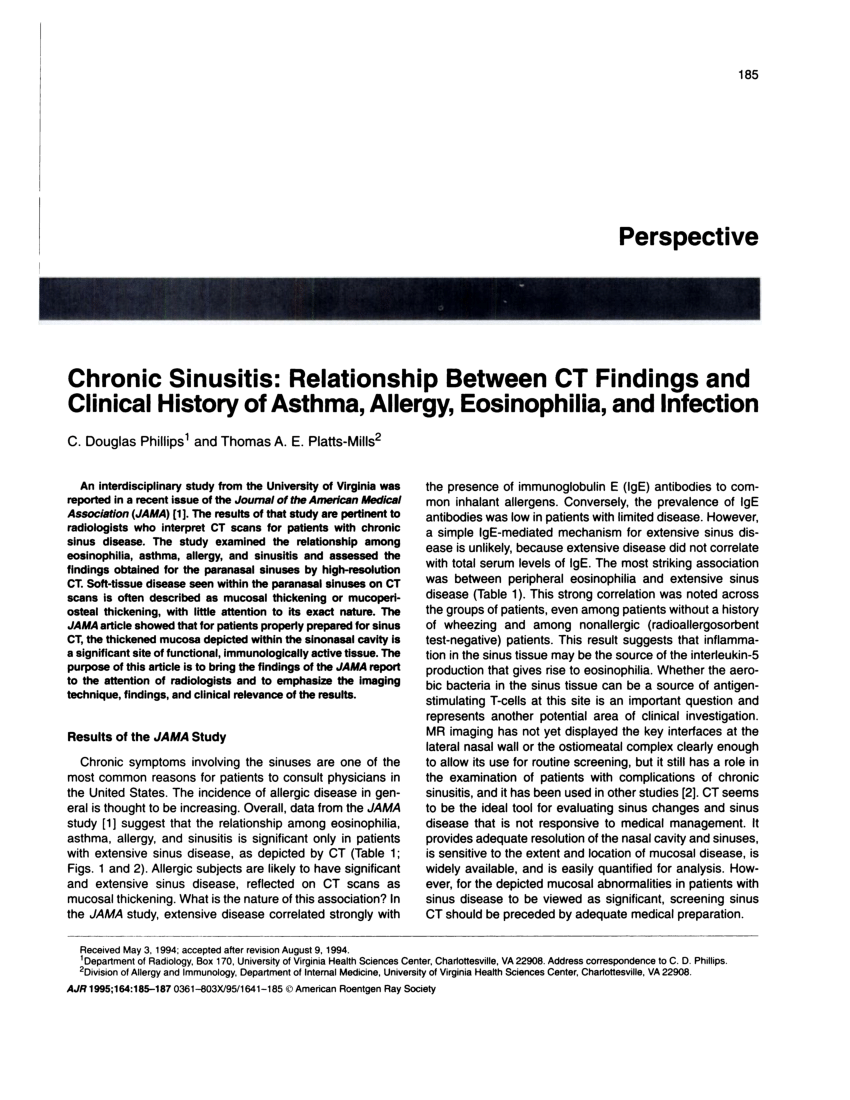 185
Perspective
Chronic Sinusitis: Relationship Between CT Findings and
Clinical History of Asthma, Allergy, Eosinophilia, and Infection
C. Douglas Phillips1 and Thomas A. E. Platts-Mills2
An interdisciplinary study from the University of Virginia was
reported in a recent issue of the Journal of the American Medical
Association (JAMA) [1]. The results of that study are pertinent to
radiologists who interpret CT scans for patients with chronic
sinus disease. The study examined the relationship among
eosinophilia, asthma, allergy, and sinusitis and assessed the
findings obtained for the paranasal sinuses by high-resolution
CT. Soft-tissue disease seen within the paranasal sinuses on CT
scans is often described as mucosal thickening or mucoperi-
osteal thickening, with little attention to its exact nature. The
JAMA article showed that for patients properly prepared for sinus
CT, the thickened mucosa depicted within the sinonasal cavity is
a significant site of functional, immunologically active tissue. The
purpose of this article is to bring the findings of the JAMA report
to the attention of radiologists and to emphasize the imaging
technique, findings, and clinical relevance of the results.
Results of the JAMA Study
Chronic symptoms involving the sinuses are one of the
most common reasons for patients to consult physicians in
the United States. The incidence of allergic disease in gen-
eral is thought to be increasing. Overall, data from the JAMA
study [1] suggest that the relationship among eosinophilia,
asthma, allergy, and sinusitis is significant only in patients
with extensive sinus disease, as depicted by CT (Table 1;
Figs. 1 and 2). Allergic subjects are likely to have significant
and extensive sinus disease, reflected on CT scans as
mucosal thickening. What is the nature of this association? In
the JAMA study, extensive disease correlated strongly with
the presence of immunoglobulin E (IgE) antibodies to com-
mon inhalant allergens. Conversely, the prevalence of IgE
antibodies was low in patients with limited disease. However,
a simple IgE-mediated mechanism for extensive sinus dis-
ease is unlikely, because extensive disease did not correlate
with total serum levels of IgE. The most striking association
was between peripheral eosinophilia and extensive sinus
disease (Table 1). This strong correlation was noted across
the groups of patients, even among patients without a history
of wheezing and among nonallergic (radioallergosorbent
test-negative) patients. This result suggests that inflamma-
tion in the sinus tissue may be the source of the interleukin-5
production that gives rise to eosinophilia. Whether the aero-
bic bacteria in the sinus tissue can be a source of antigen-
stimulating T-cells at this site is an important question and
represents another potential area of clinical investigation.
MR imaging has not yet displayed the key interfaces at the
lateral nasal wall or the ostiomeatal complex clearly enough
to allow its use for routine screening, but it still has a role in
the examination of patients with complications of chronic
sinusitis, and it has been used in other studies [2]. CT seems
to be the ideal tool for evaluating sinus changes and sinus
disease that is not responsive to medical management. It
provides adequate resolution of the nasal cavity and sinuses,
is sensitive to the extent and location of mucosal disease, is
widely available, and is easily quantified for analysis. How-
ever, for the depicted mucosal abnormalities in patients with
sinus disease to be viewed as significant, screening sinus
CT should be preceded by adequate medical preparation.
Received May 3, 1994; accepted after revision August 9, 1994.
1Department of Radiology, Box 170, University of Virginia Health Sciences Center, Charlottesville, VA 22908. Address correspondence to C. D. Phillips.
2Division of Allergy and Immunology, Department of Internal Medicine, University of Virginia Health Sciences Center, Charlottesville, VA 22908.
AJR 1995;164:185–187 0361–803X/95/1641–185 © American Roentgen Ray Society